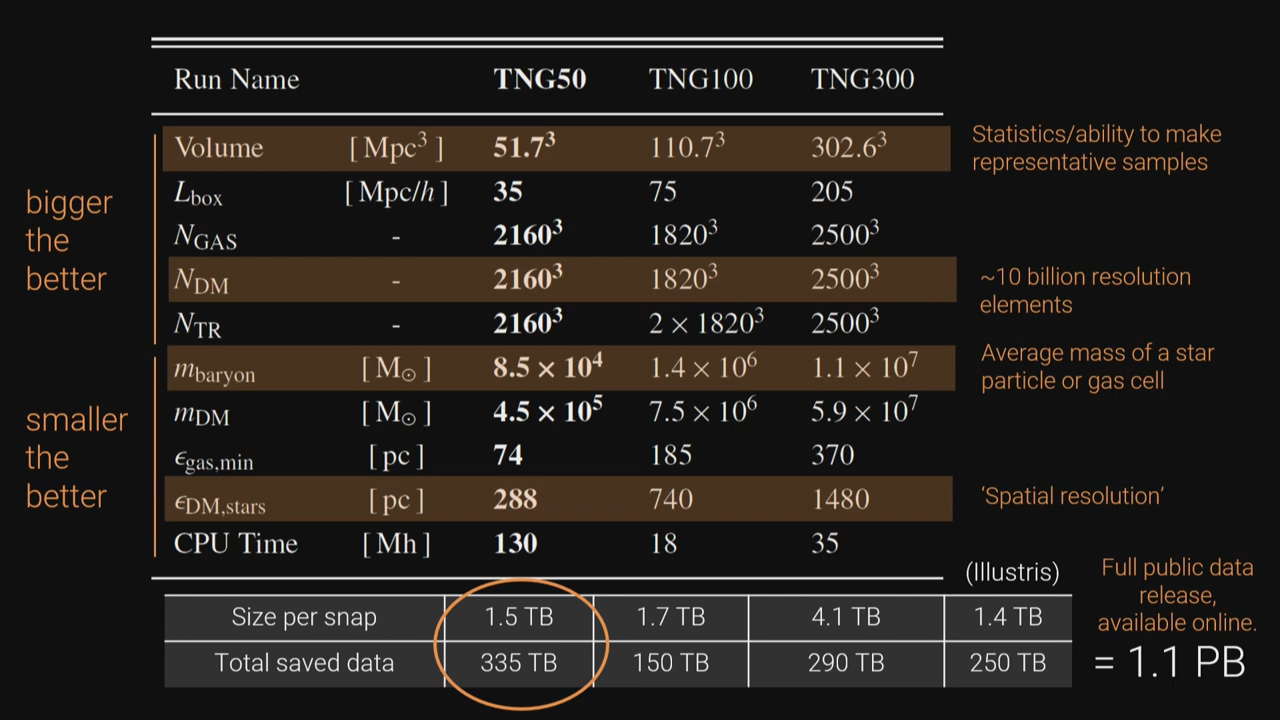 Run Name TNG50 TNG100 TNG300
Volume [ Mpc³ ] 51.7³ 110.7³ 302.6³
L_box [ Mpc/h ] 35 75 205
N_GAS - 2160³ 1820³ 2500³
N_DM - 2160³ 1820³ 2500³
N_TR - 2160³ 2 × 1820³ 2500³
m_baryon [ M⊙ ] 8.5 × 10⁴ 1.4 × 10⁶ 1.1 × 10⁷
m_DM [ M⊙ ] 4.5 × 10⁵ 7.5 × 10⁶ 5.9 × 10⁷
ϵ_gas,min [ pc ] 74 185 370
ϵ_DM,stars [ pc ] 288 740 1480
CPU Time [ Mh ] 130 18 35
bigger
the
better
smaller
the
better
Statistics/ability to make
representative samples
~10 billion resolution
elements
Average mass of a star
particle or gas cell
‘Spatial resolution’
(Illustris)
Size per snap 1.5 TB 1.7 TB 4.1 TB 1.4 TB
Total saved data 335 TB 150 TB 290 TB 250 TB
Full public data
release,
available online.
= 1.1 PB